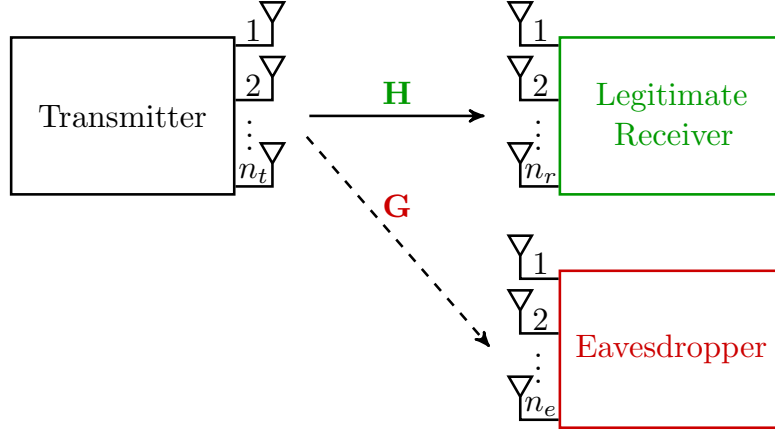 1
2
⋮
n_t
Transmitter
H
G
1
2
⋮
n_r
Legitimate
Receiver
1
2
⋮
n_e
Eavesdropper